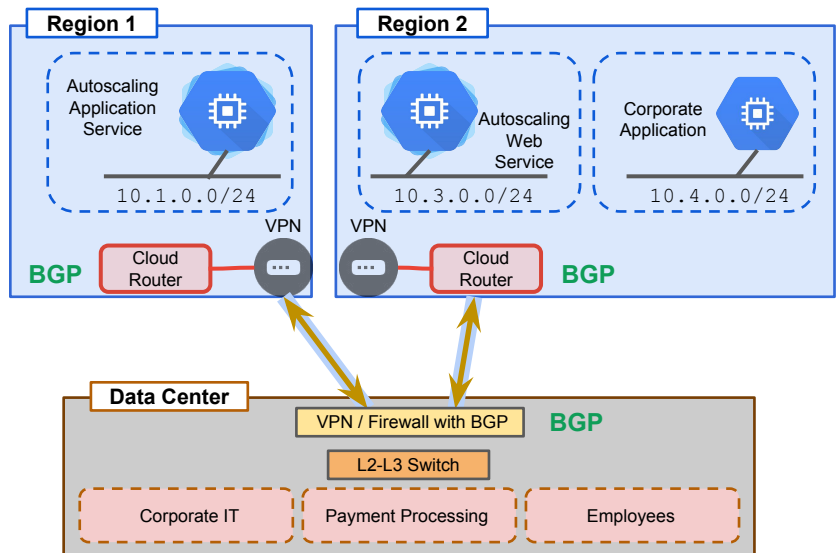 Region 1
Autoscaling
Application
Service
10.1.0.0/24
VPN
Cloud
Router
BGP
Region 2
Autoscaling
Web
Service
10.3.0.0/24
Corporate
Application
10.4.0.0/24
VPN
Cloud
Router
BGP
Data Center
VPN / Firewall with BGP
BGP
L2-L3 Switch
Corporate IT
Payment Processing
Employees